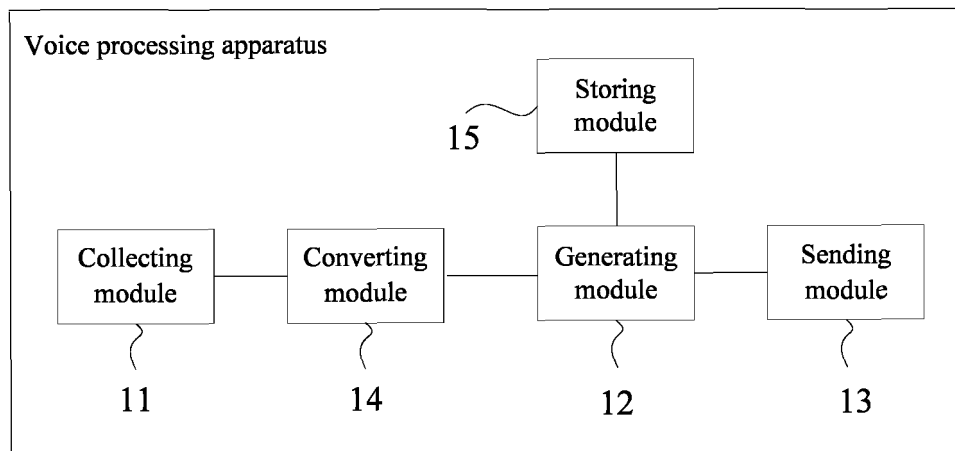 Voice processing apparatus
Storing
module
15
Collecting
module
Converting
module
Generating
module
Sending
module
11
14
12
13